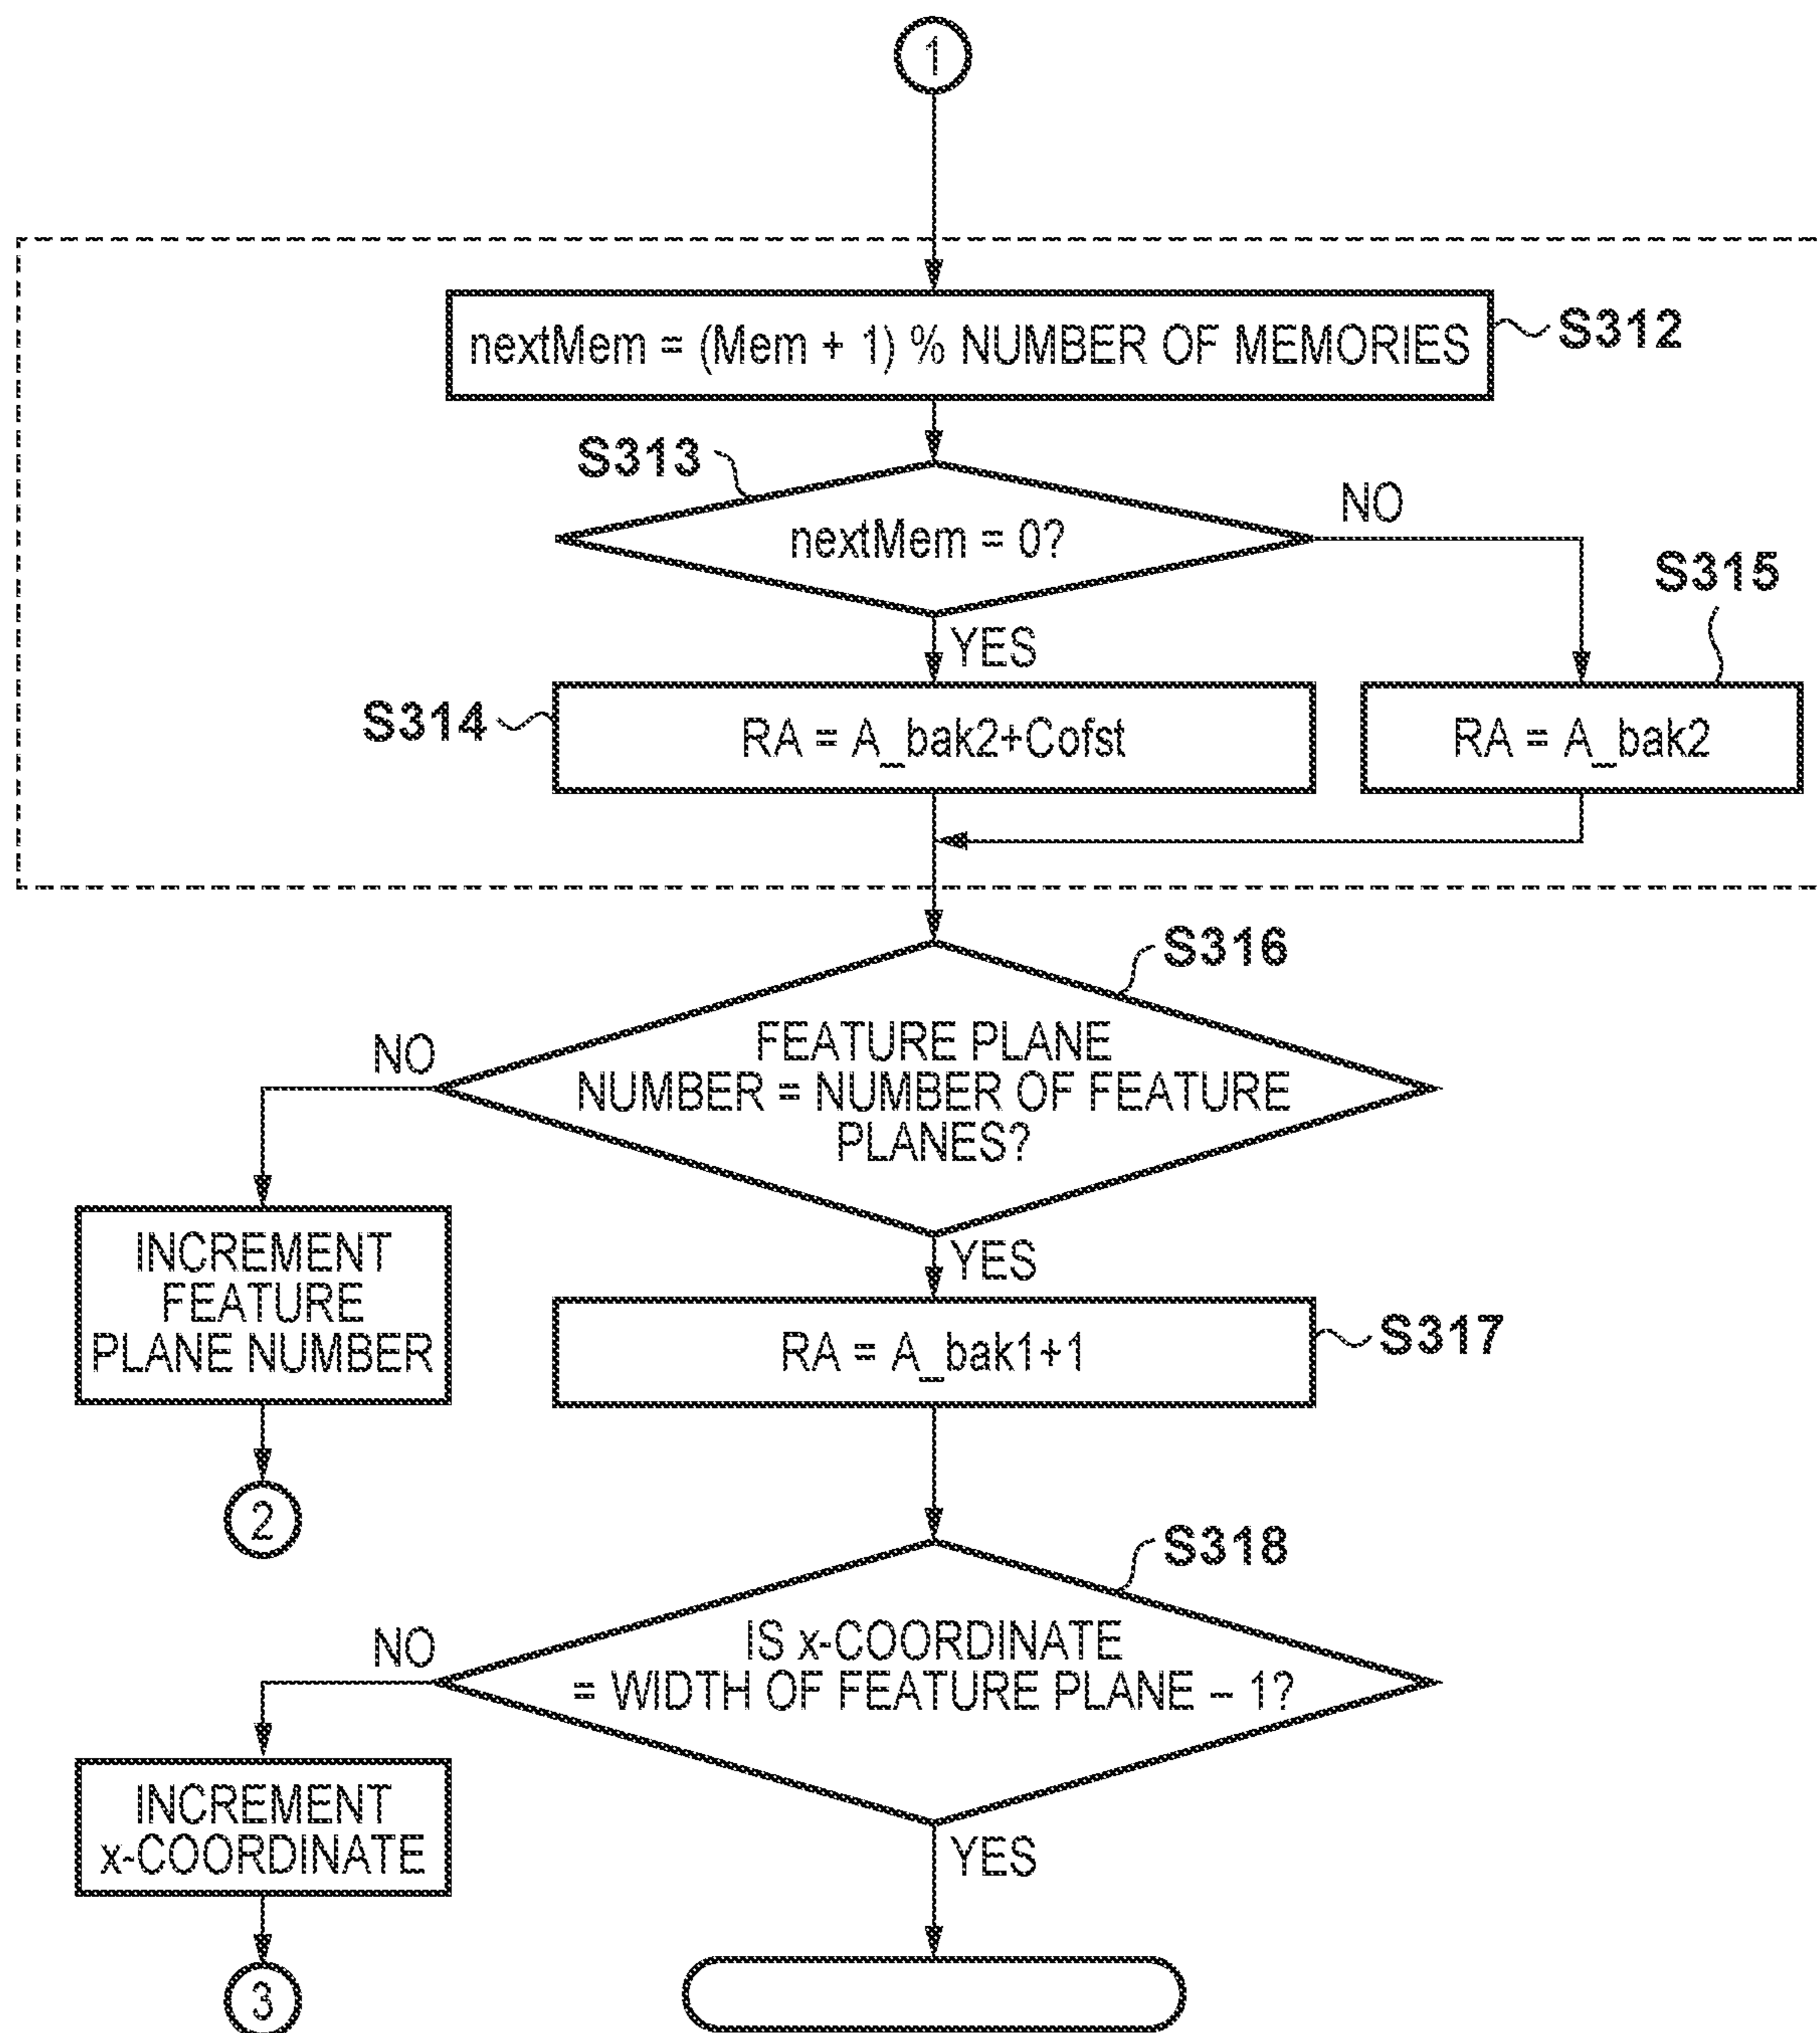 1
nextMem = (Mem + 1) % NUMBER OF MEMORIES
S312
S313
nextMem = 0?
NO
YES
S315
S314
RA = A_bak2+Cofst
RA = A_bak2
S316
FEATURE PLANE
NUMBER = NUMBER OF FEATURE
PLANES?
NO
YES
INCREMENT
FEATURE
PLANE NUMBER
2
RA = A_bak1+1
S317
S318
IS x-COORDINATE
= WIDTH OF FEATURE PLANE – 1?
NO
YES
INCREMENT
x-COORDINATE
3